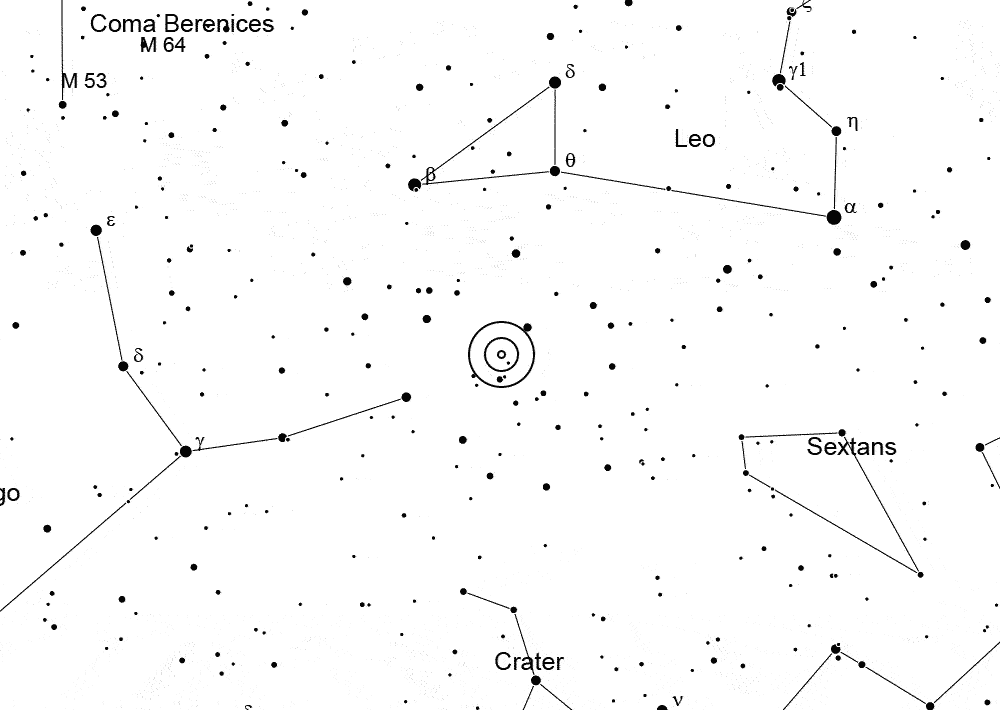 Coma Berenices
M 64
M 53
ζ
γ1
δ
η
Leo
θ
β
α
ε
δ
γ
Sextans
go
Crater
ν
δ